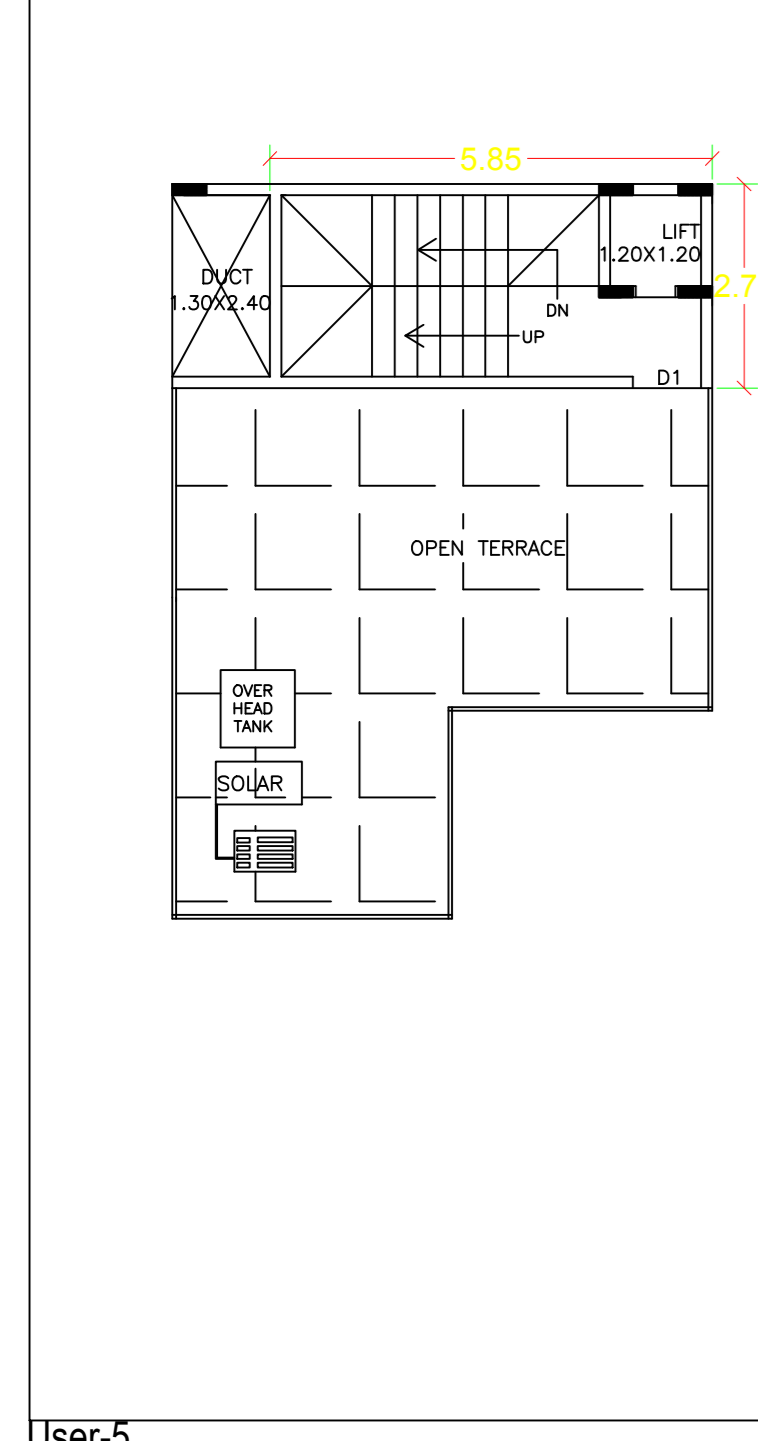 5.85
LIFT
1.20X1.20
DUCT
1.30X2.40
2.7
DN
UP
D1
OPEN TERRACE
OVER
HEAD
TANK
SOLAR
User-5